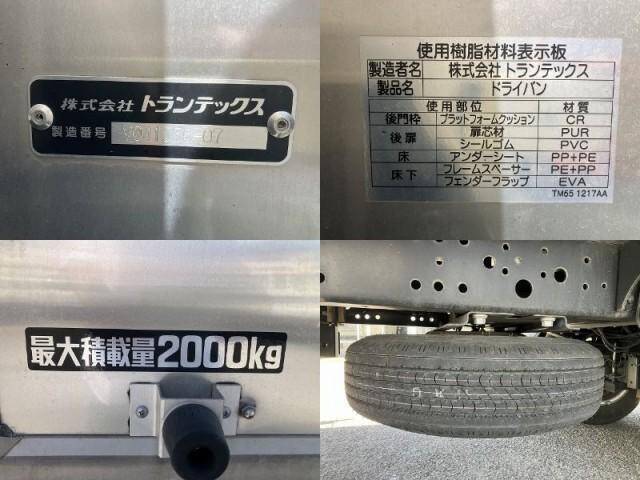 株式会社 トランテックス
製造番号
使用樹脂材料表示板
製造者名 株式会社 トランテックス
製品名 ドライバン
使用部位 材質
後門枠 プラットフォームクッション CR
後扉 扉芯材 PUR
シールゴム PVC
床 アンダーシート PP+PE
床下 フレームスペーサー PE+PP
フェンダーフラップ EVA
TM65 1217AA
最大積載量2000kg